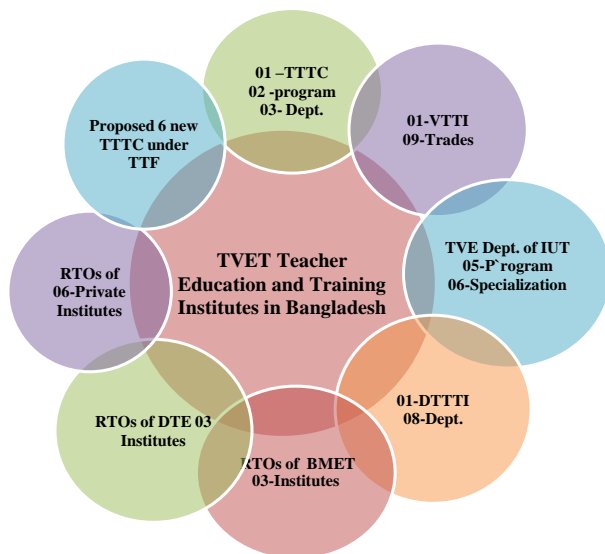 01 –TTTC
02 -program
03- Dept.
01-VTTI
09-Trades
TVE Dept. of IUT
05-P`rogram
06-Specialization
01-DTTTI
08-Dept.
RTOs of  BMET
03-Institutes
RTOs of DTE 03
Institutes
RTOs of
06-Private
Institutes
Proposed 6 new
TTTC under
TTF
TVET Teacher
Education and Training
Institutes in Bangladesh